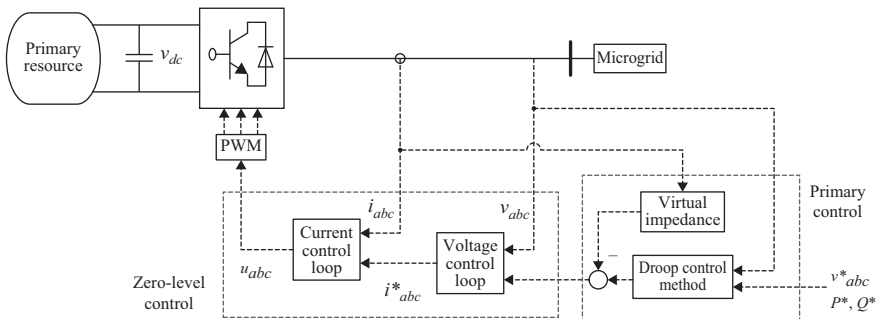 Primary
resource
v_dc
Microgrid
PWM
i_abc
v_abc
Virtual
impedance
Primary
control
Current
control
loop
Voltage
control
loop
–
Droop control
method
Zero-level
control
u_abc
i*_abc
v*_abc
P*, Q*